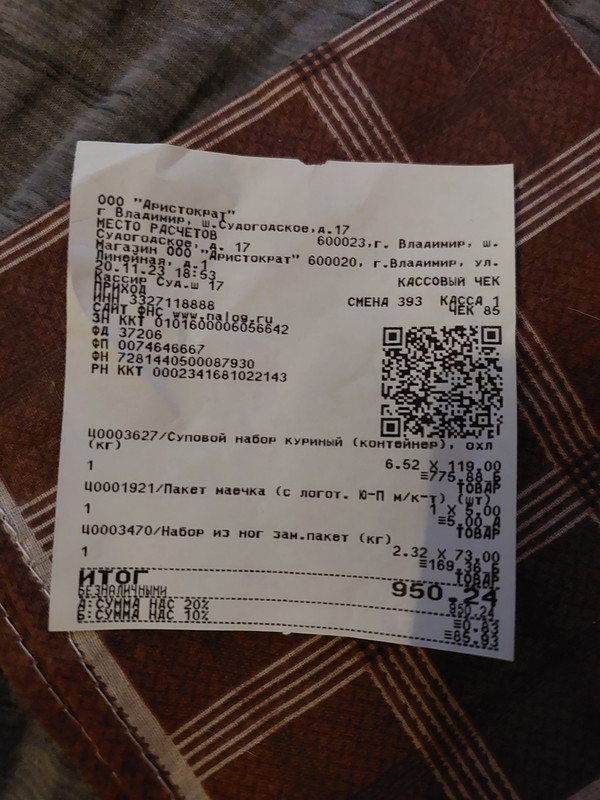 ООО "Аристократ"
г Владимир, ш.Судогодское,д.17
МЕСТО РАСЧЕТОВ 600023,г. Владимир, ш.
Судогодское, д. 17
Магазин ООО "Аристократ" 600020, г.Владимир, ул.
Линейная, д.1
20.11.23 18:53 КАССОВЫЙ ЧЕК
Кассир Суд.ш 17
ПРИХОД СМЕНА 393 КАССА 1
ИНН 3327118888 ЧЕК 85
САЙТ ФНС www.nalog.ru
ЗН ККТ 0101600006056642
ФД 37206
ФП 0074646667
ФН 7281440500087930
РН ККТ 0002341681022143
Ц0003627/Суповой набор куриный (контейнер), охл
(кг)
1 6.52 X 119.00
≡775.88 Б
ТОВАР
Ц0001921/Пакет маечка (с логот. Ю-П м/к-т) (шт)
1 1 X 5.00
≡5.00 А
ТОВАР
Ц0003470/Набор из ног зам.пакет (кг)
1 2.32 X 73.00
≡169.36 Б
ТОВАР
ИТОГ 950.24
БЕЗНАЛИЧНЫМИ 950.24
А:СУММА НДС 20% ≡0.83
Б:СУММА НДС 10% ≡85.93